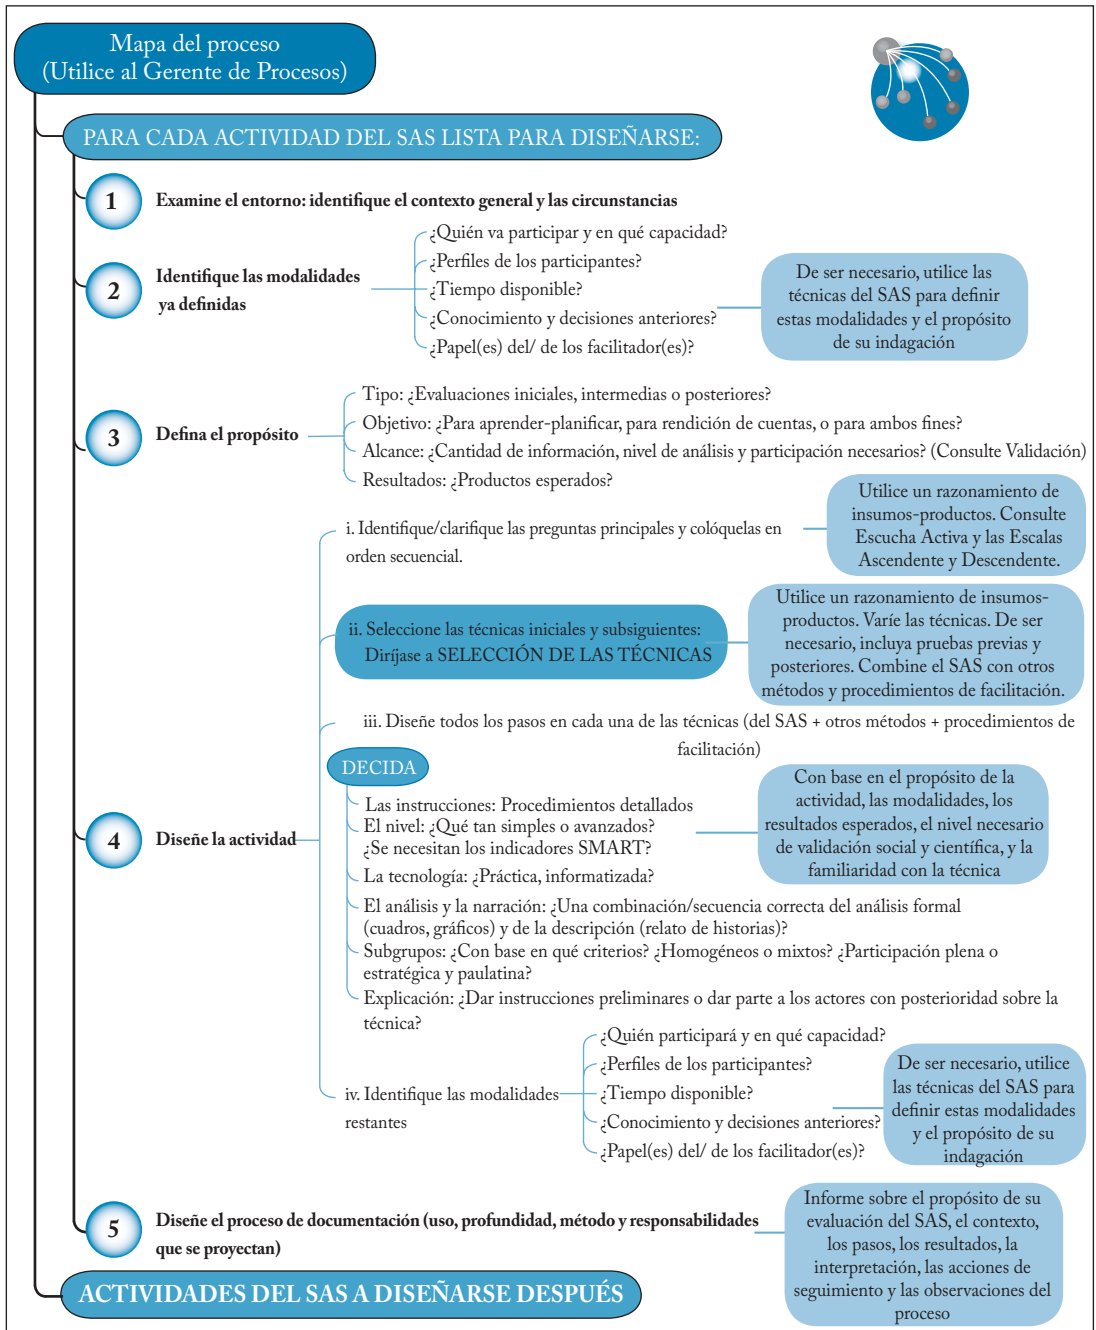 Mapa del proceso
(Utilice al Gerente de Procesos)
PARA CADA ACTIVIDAD DEL SAS LISTA PARA DISEÑARSE:
1
Examine el entorno: identifique el contexto general y las circunstancias
2
Identifique las modalidades
ya definidas
¿Quién va participar y en qué capacidad?
¿Perfiles de los participantes?
¿Tiempo disponible?
¿Conocimiento y decisiones anteriores?
¿Papel(es) del/ de los facilitador(es)?
De ser necesario, utilice las
técnicas del SAS para definir
estas modalidades y el propósito
de su indagación
3
Defina el propósito
Tipo: ¿Evaluaciones iniciales, intermedias o posteriores?
Objetivo: ¿Para aprender-planificar, para rendición de cuentas, o para ambos fines?
Alcance: ¿Cantidad de información, nivel de análisis y participación necesarios? (Consulte Validación)
Resultados: ¿Productos esperados?
4
Diseñe la actividad
i. Identifique/clarifique las preguntas principales y colóquelas en
orden secuencial.
Utilice un razonamiento de
insumos-productos. Consulte
Escucha Activa y las Escalas
Ascendente y Descendente.
ii. Seleccione las técnicas iniciales y subsiguientes:
Diríjase a SELECCIÓN DE LAS TÉCNICAS
Utilice un razonamiento de insumos-
productos. Varíe las técnicas. De ser
necesario, incluya pruebas previas y
posteriores. Combine el SAS con otros
métodos y procedimientos de facilitación.
iii. Diseñe todos los pasos en cada una de las técnicas (del SAS + otros métodos + procedimientos de
facilitación)
DECIDA
Las instrucciones: Procedimientos detallados
El nivel: ¿Qué tan simples o avanzados?
¿Se necesitan los indicadores SMART?
La tecnología: ¿Práctica, informatizada?
El análisis y la narración: ¿Una combinación/secuencia correcta del análisis formal
(cuadros, gráficos) y de la descripción (relato de historias)?
Subgrupos: ¿Con base en qué criterios? ¿Homogéneos o mixtos? ¿Participación plena o
estratégica y paulatina?
Explicación: ¿Dar instrucciones preliminares o dar parte a los actores con posterioridad sobre la
técnica?
Con base en el propósito de la
actividad, las modalidades, los
resultados esperados, el nivel necesario
de validación social y científica, y la
familiaridad con la técnica
iv. Identifique las modalidades
restantes
¿Quién participará y en qué capacidad?
¿Perfiles de los participantes?
¿Tiempo disponible?
¿Conocimiento y decisiones anteriores?
¿Papel(es) del/ de los facilitador(es)?
De ser necesario, utilice
las técnicas del SAS para
definir estas modalidades
y el propósito de su
indagación
5
Diseñe el proceso de documentación (uso, profundidad, método y responsabilidades
que se proyectan)
Informe sobre el propósito de su
evaluación del SAS, el contexto,
los pasos, los resultados, la
interpretación, las acciones de
seguimiento y las observaciones del
proceso
ACTIVIDADES DEL SAS A DISEÑARSE DESPUÉS